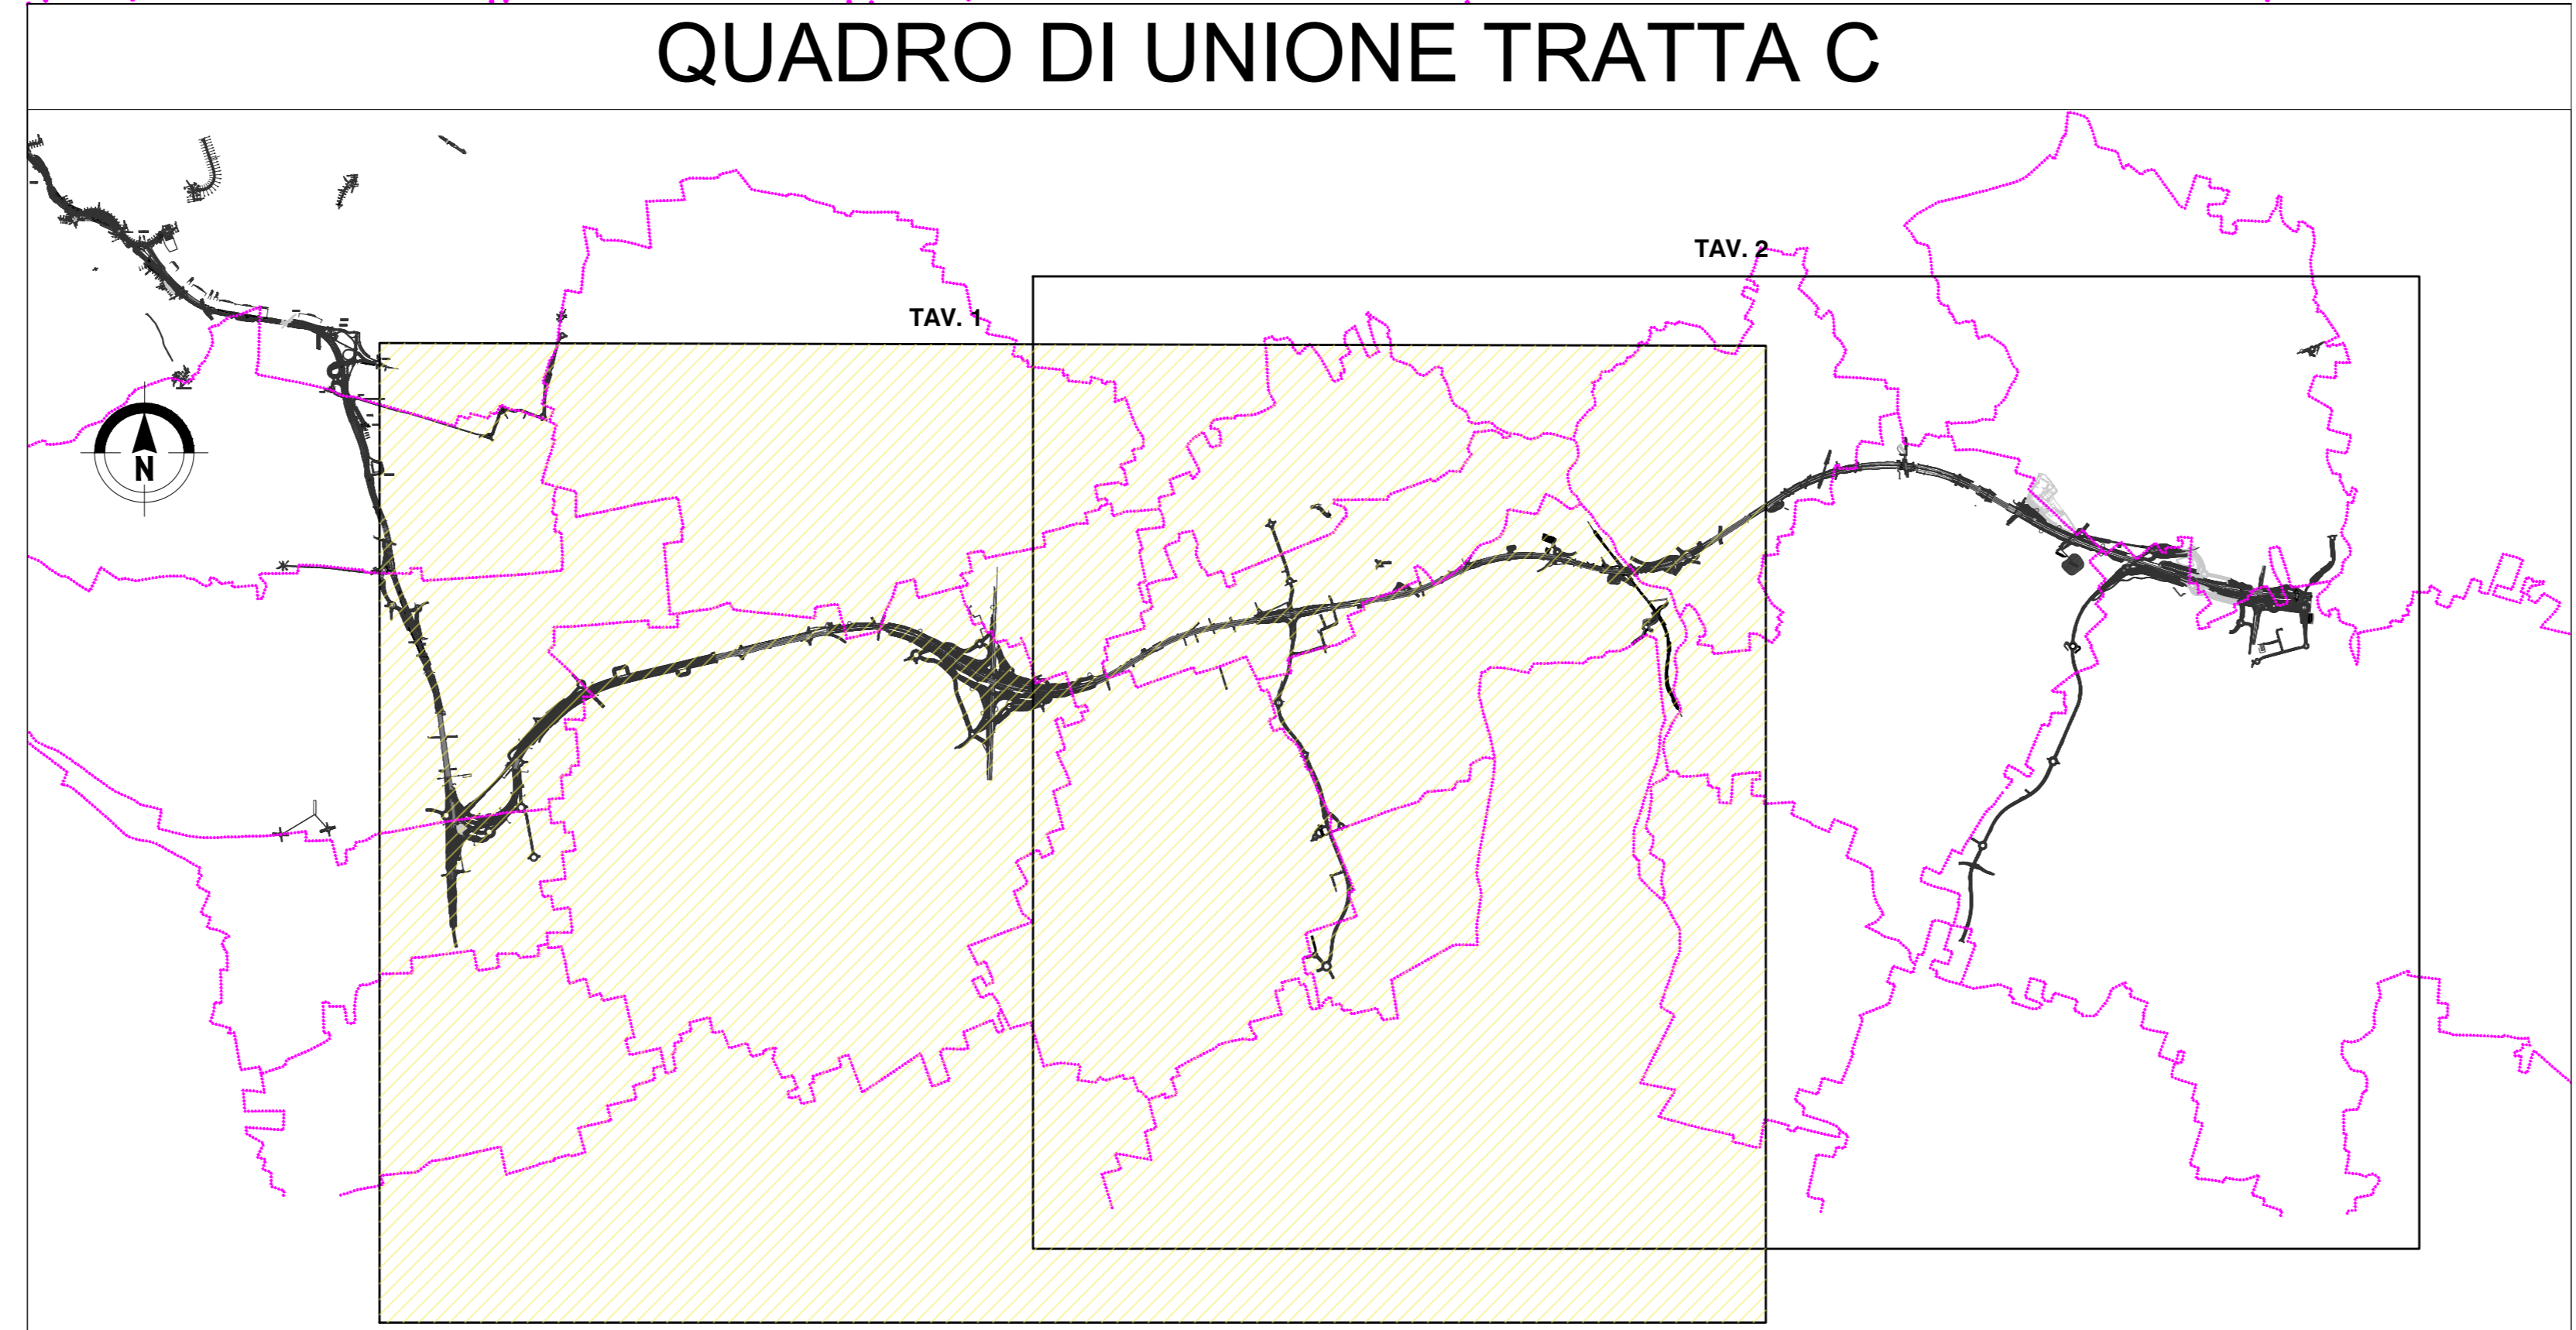 QUADRO DI UNIONE TRATTA C
TAV. 2
TAV. 1
N